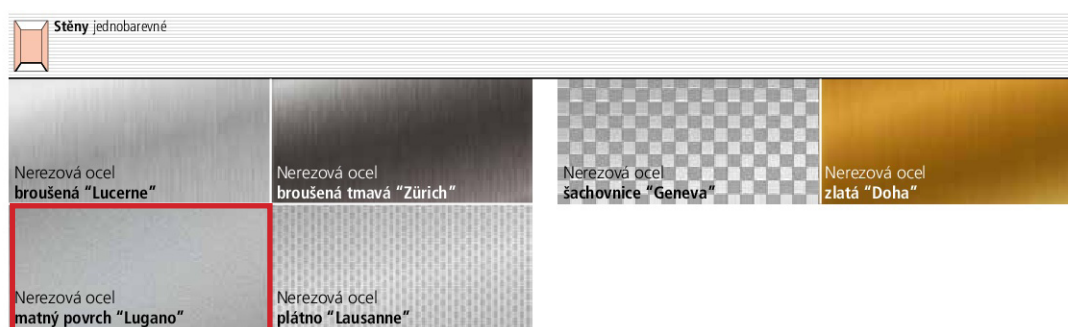 Stěny jednobarevné
Nerezová ocel
broušená “Lucerne”
Nerezová ocel
broušená tmavá “Zürich”
Nerezová ocel
šachovnice “Geneva”
Nerezová ocel
zlatá “Doha”
Nerezová ocel
matný povrch “Lugano”
Nerezová ocel
plátno “Lausanne”